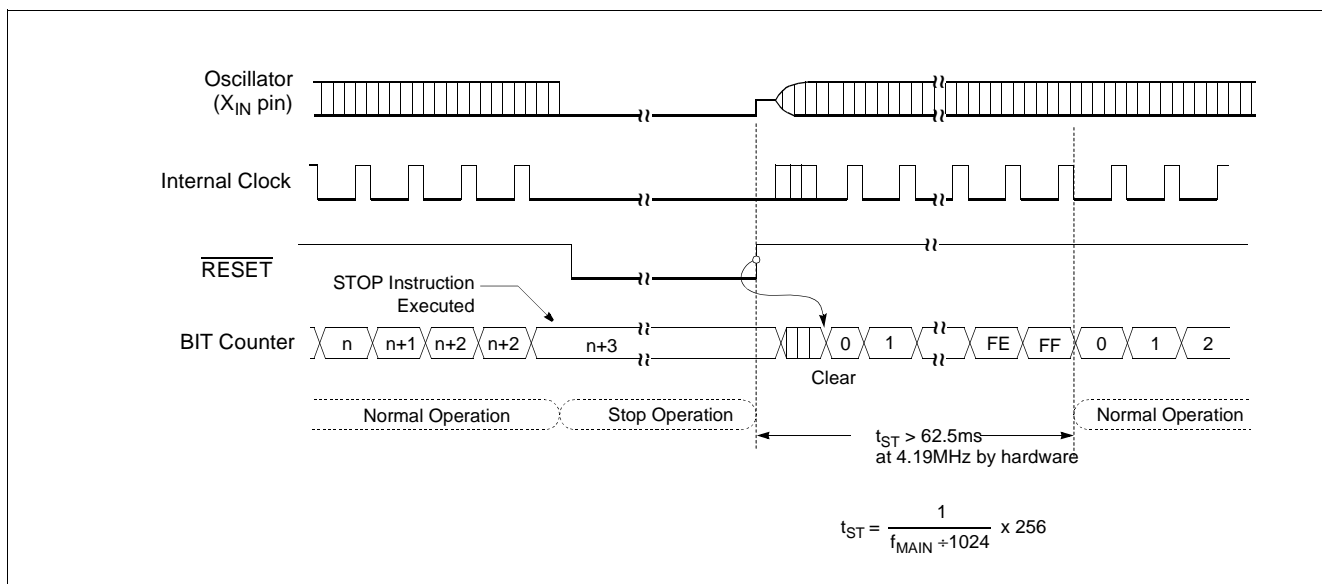 Oscillator
(XIN pin)
Internal Clock
RESET
STOP Instruction
Executed
BIT Counter
n n+1 n+2 n+2 n+3 0 1 FE FF 0 1 2
Clear
Normal Operation Stop Operation Normal Operation
tST > 62.5ms
at 4.19MHz by hardware
tST = 1 / fMAIN ÷1024 x 256